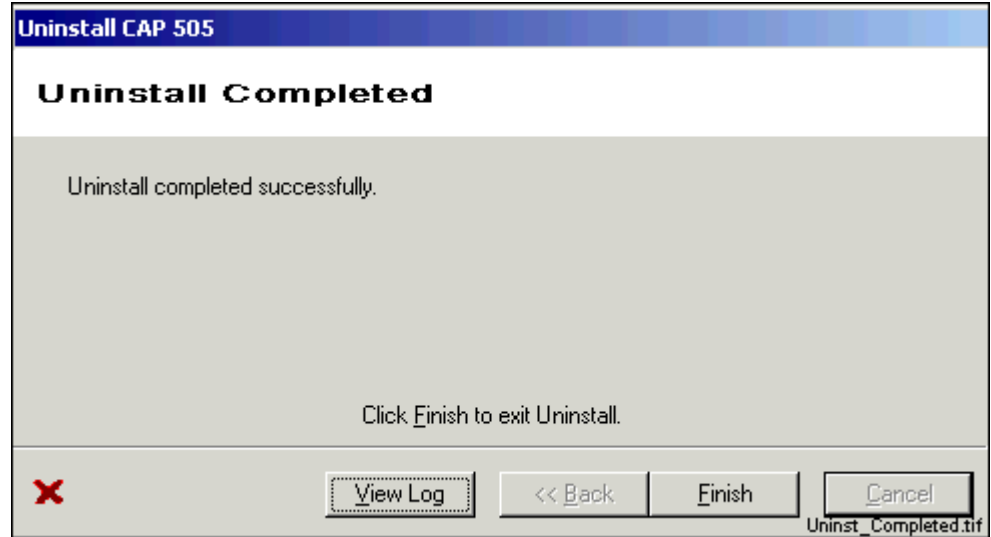 Uninstall CAP 505
Uninstall Completed
Uninstall completed successfully.
Click Finish to exit Uninstall.
View Log
<< Back
Finish
Cancel
Uninst_Completed.tif